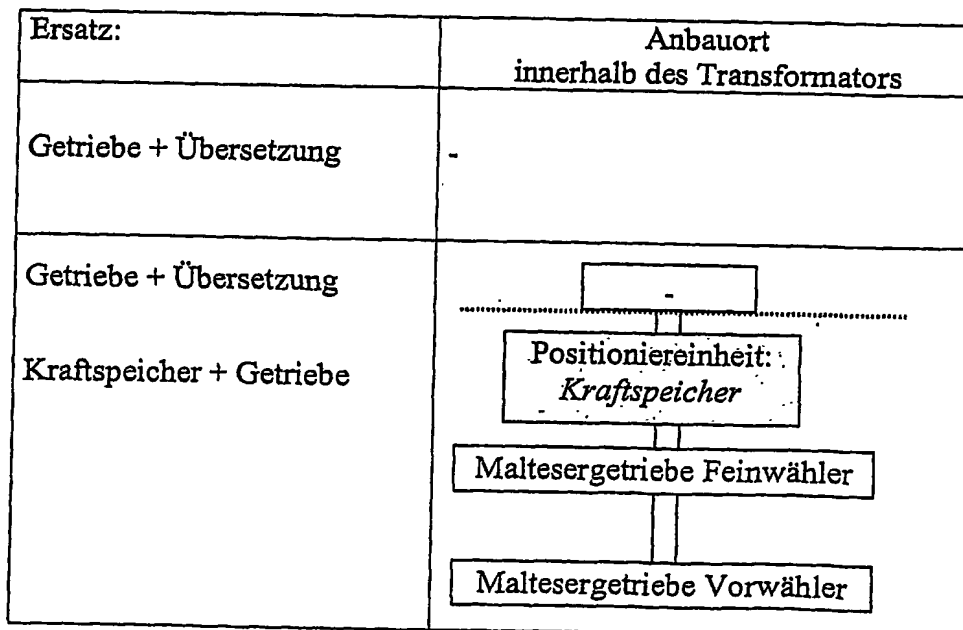 Ersatz:
Anbauort
innerhalb des Transformators
Getriebe + Übersetzung
-
Getriebe + Übersetzung
-
Kraftspeicher + Getriebe
Positioniereinheit:
Kraftspeicher
Maltesergetriebe Feinwähler
Maltesergetriebe Vorwähler